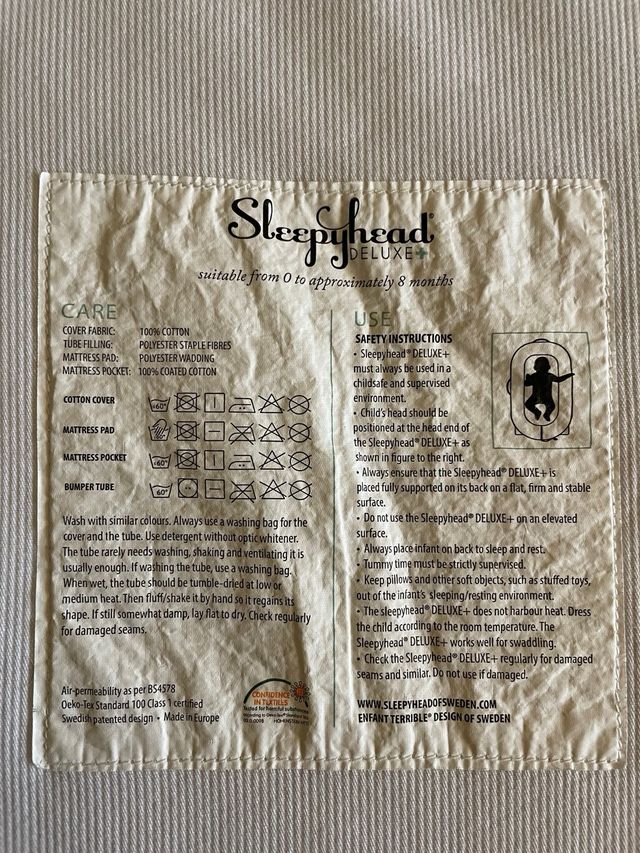 Sleepyhead®
DELUXE+
suitable from 0 to approximately 8 months
CARE
COVER FABRIC: 100% COTTON
TUBE FILLING: POLYESTER STAPLE FIBRES
MATTRESS PAD: POLYESTER WADDING
MATTRESS POCKET: 100% COATED COTTON
COTTON COVER 60°
MATTRESS PAD
MATTRESS POCKET 60°
BUMPER TUBE 60°
Wash with similar colours. Always use a washing bag for the
cover and the tube. Use detergent without optic whitener.
The tube rarely needs washing, shaking and ventilating it is
usually enough. If washing the tube, use a washing bag.
When wet, the tube should be tumble-dried at low or
medium heat. Then fluff/shake it by hand so it regains its
shape. If still somewhat damp, lay flat to dry. Check regularly
for damaged seams.
Air-permeability as per BS4578
Oeko-Tex Standard 100 Class 1 certified
Swedish patented design • Made in Europe
CONFIDENCE
IN TEXTILES
Tested for harmful substances
according to Oeko-Tex® Standard 100
HOHENSTEIN
USE
SAFETY INSTRUCTIONS
• Sleepyhead® DELUXE+
must always be used in a
childsafe and supervised
environment.
• Child's head should be
positioned at the head end of
the Sleepyhead® DELUXE+ as
shown in figure to the right.
• Always ensure that the Sleepyhead® DELUXE+ is
placed fully supported on its back on a flat, firm and stable
surface.
• Do not use the Sleepyhead® DELUXE+ on an elevated
surface.
• Always place infant on back to sleep and rest.
• Tummy time must be strictly supervised.
• Keep pillows and other soft objects, such as stuffed toys,
out of the infant's sleeping/resting environment.
• The sleepyhead® DELUXE+ does not harbour heat. Dress
the child according to the room temperature. The
Sleepyhead® DELUXE+ works well for swaddling.
• Check the Sleepyhead® DELUXE+ regularly for damaged
seams and similar. Do not use if damaged.
WWW.SLEEPYHEADOFSWEDEN.COM
ENFANT TERRIBLE® DESIGN OF SWEDEN